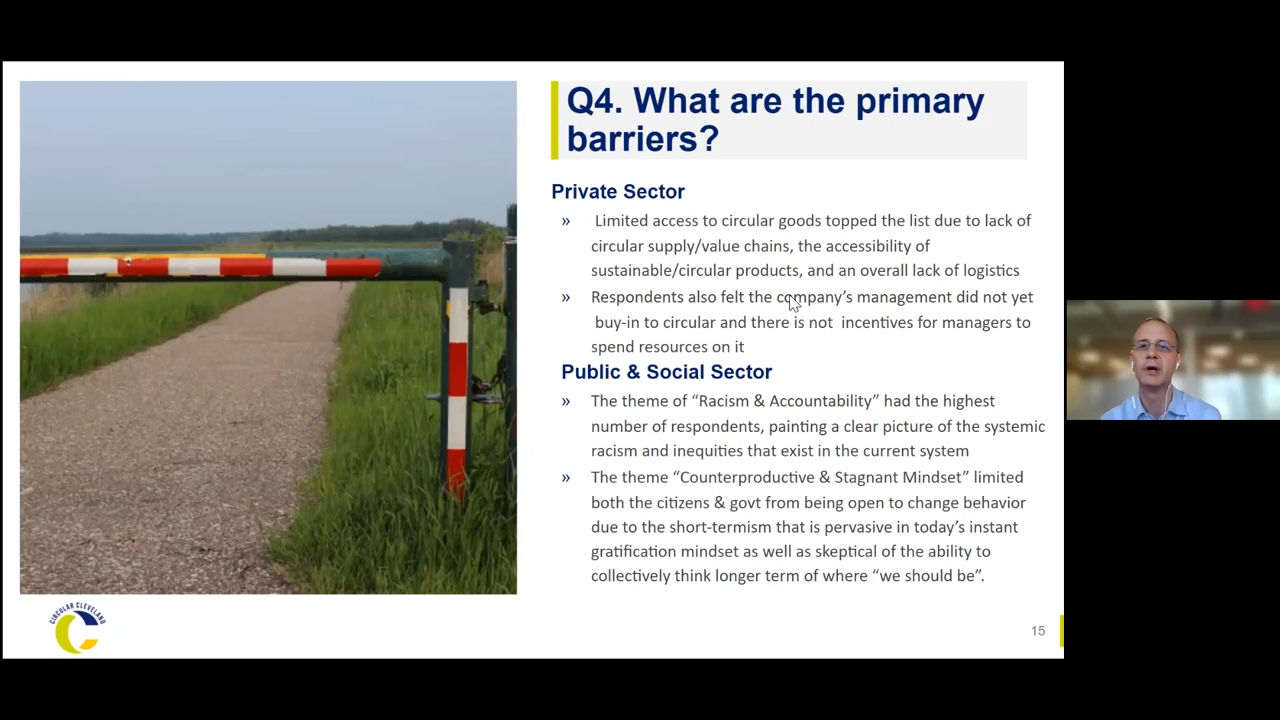 Q4. What are the primary
barriers?
Private Sector
» Limited access to circular goods topped the list due to lack of
circular supply/value chains, the accessibility of
sustainable/circular products, and an overall lack of logistics
» Respondents also felt the company’s management did not yet
buy-in to circular and there is not incentives for managers to
spend resources on it
Public & Social Sector
» The theme of “Racism & Accountability” had the highest
number of respondents, painting a clear picture of the systemic
racism and inequities that exist in the current system
» The theme “Counterproductive & Stagnant Mindset” limited
both the citizens & govt from being open to change behavior
due to the short-termism that is pervasive in today’s instant
gratification mindset as well as skeptical of the ability to
collectively think longer term of where “we should be”.
CIRCULAR CLEVELAND
15